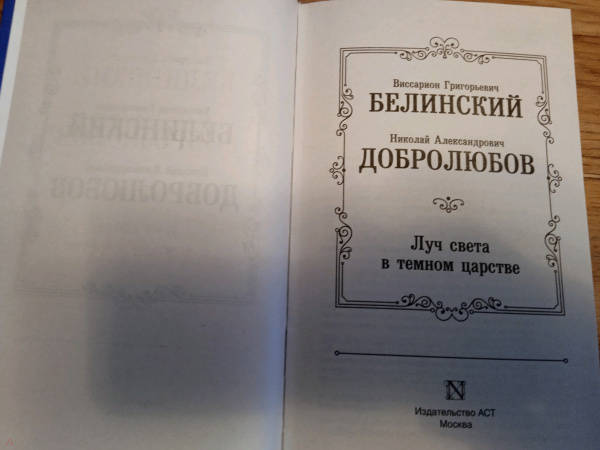 Виссарион Григорьевич
БЕЛИНСКИЙ
Николай Александрович
ДОБРОЛЮБОВ
Луч света
в темном царстве
Издательство АСТ
Москва